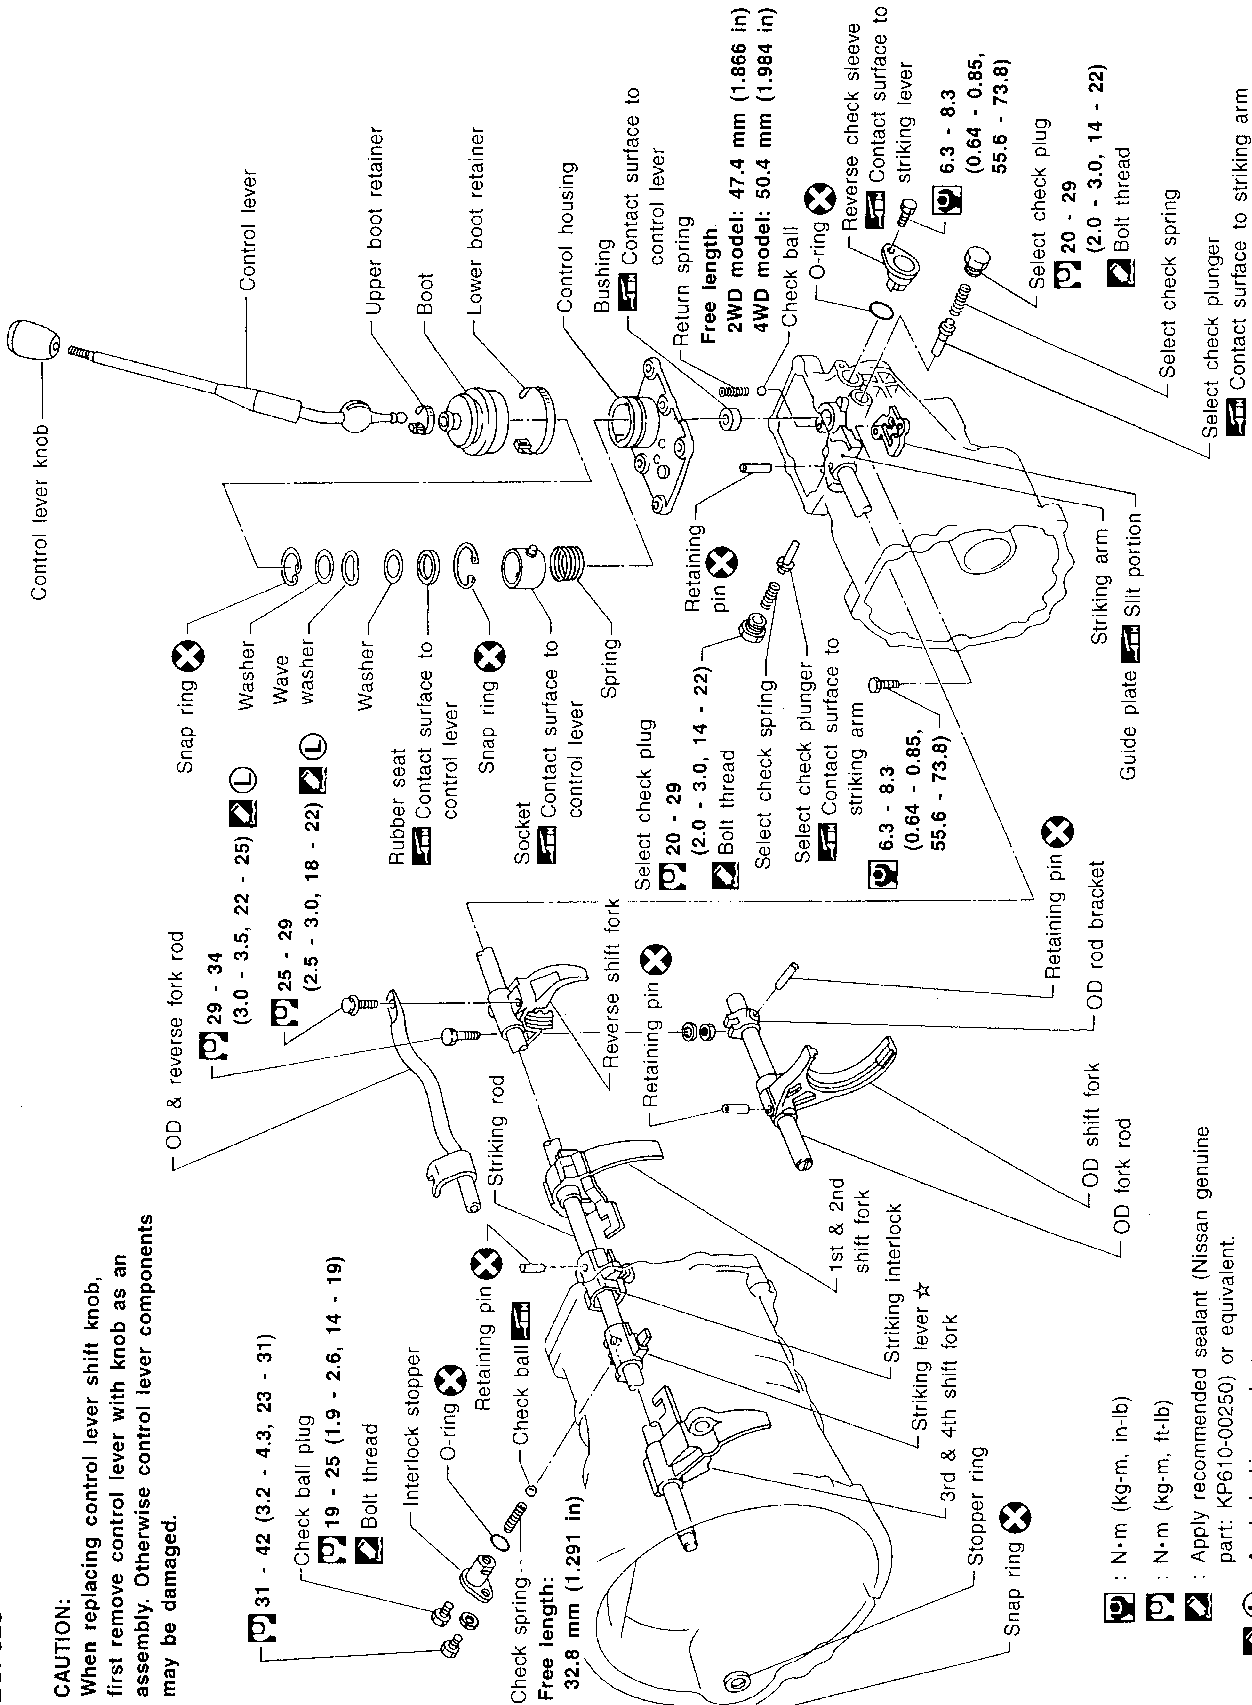 CAUTION:
When replacing control lever shift knob,
first remove control lever with knob as an
assembly. Otherwise control lever components
may be damaged.
Control lever knob
Control lever
Upper boot retainer
Boot
Lower boot retainer
Control housing
Bushing
Contact surface to
control lever
Return spring
Free length
2WD model: 47.4 mm (1.866 in)
4WD model: 50.4 mm (1.984 in)
Check ball
O-ring
Reverse check sleeve
Contact surface to
striking lever
6.3 - 8.3
(0.64 - 0.85,
55.6 - 73.8)
Select check plug
20 - 29
(2.0 - 3.0, 14 - 22)
Bolt thread
Select check spring
Select check plunger
Contact surface to striking arm
Snap ring
Washer
Wave
washer
Washer
Rubber seat
Contact surface to
control lever
Snap ring
Socket
Contact surface to
control lever
Spring
Retaining
pin
Select check plug
20 - 29
(2.0 - 3.0, 14 - 22)
Bolt thread
Select check spring
Select check plunger
Contact surface to
striking arm
6.3 - 8.3
(0.64 - 0.85,
55.6 - 73.8)
Striking arm
Guide plate
Slit portion
OD & reverse fork rod
29 - 34
(3.0 - 3.5, 22 - 25)
L
25 - 29
(2.5 - 3.0, 18 - 22)
L
Reverse shift fork
Retaining pin
Retaining pin
OD rod bracket
OD shift fork
OD fork rod
Striking rod
Retaining pin
1st & 2nd
shift fork
Striking interlock
Striking lever ☆
3rd & 4th shift fork
Stopper ring
Snap ring
31 - 42 (3.2 - 4.3, 23 - 31)
Check ball plug
19 - 25 (1.9 - 2.6, 14 - 19)
Bolt thread
Interlock stopper
O-ring
Check ball
Check spring
Free length:
32.8 mm (1.291 in)
: N•m (kg-m, in-lb)
: N•m (kg-m, ft-lb)
: Apply recommended sealant (Nissan genuine
part: KP610-00250) or equivalent.